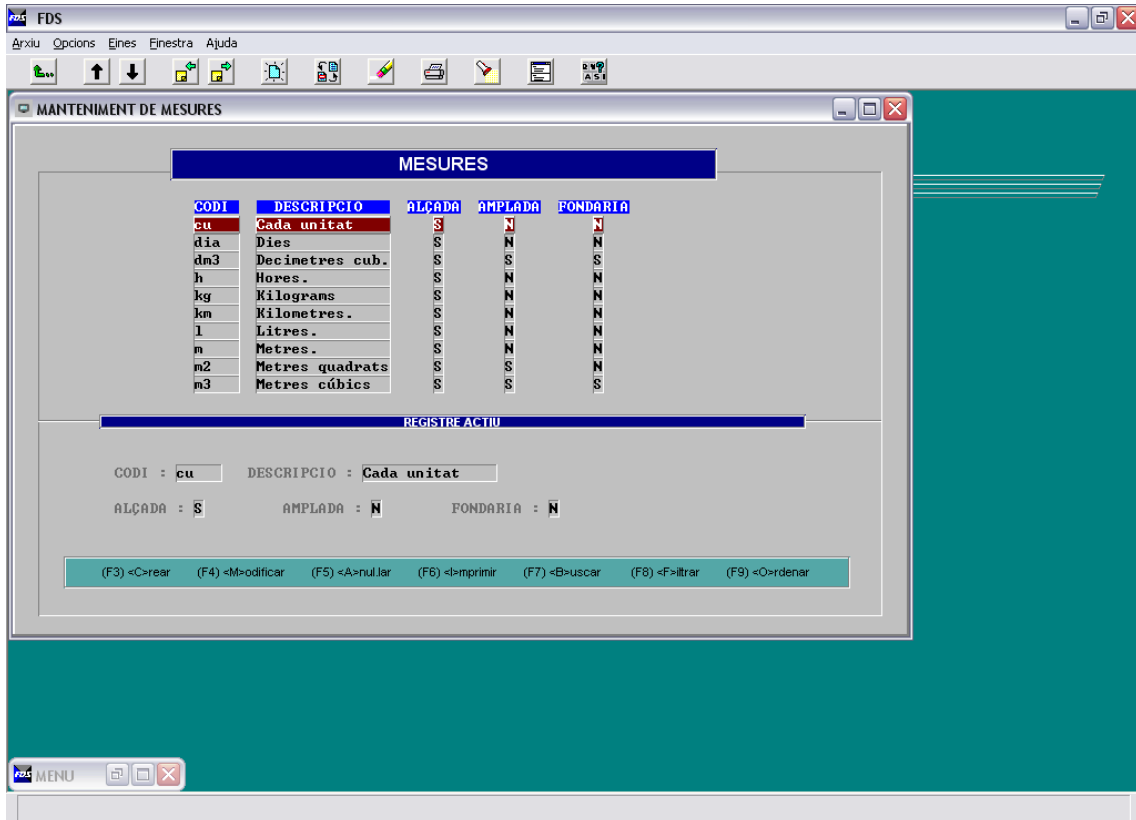 FDS FDS
Arxiu Opcions Eines Finestra Ajuda
MANTENIMENT DE MESURES
MESURES
CODI DESCRIPCIO ALÇADA AMPLADA FONDARIA
cu Cada unitat S N N
dia Dies S N N
dm3 Decimetres cub. S S S
h Hores. S N N
kg Kilograms S N N
km Kilometres. S N N
l Litres. S N N
m Metres. S N N
m2 Metres quadrats S S N
m3 Metres cúbics S S S
REGISTRE ACTIU
CODI : cu DESCRIPCIO : Cada unitat
ALÇADA : S AMPLADA : N FONDARIA : N
(F3) <C>rear (F4) <M>odificar (F5) <A>nul.lar (F6) <I>mprimir (F7) <B>uscar (F8) <F>iltrar (F9) <O>rdenar
FDS MENU